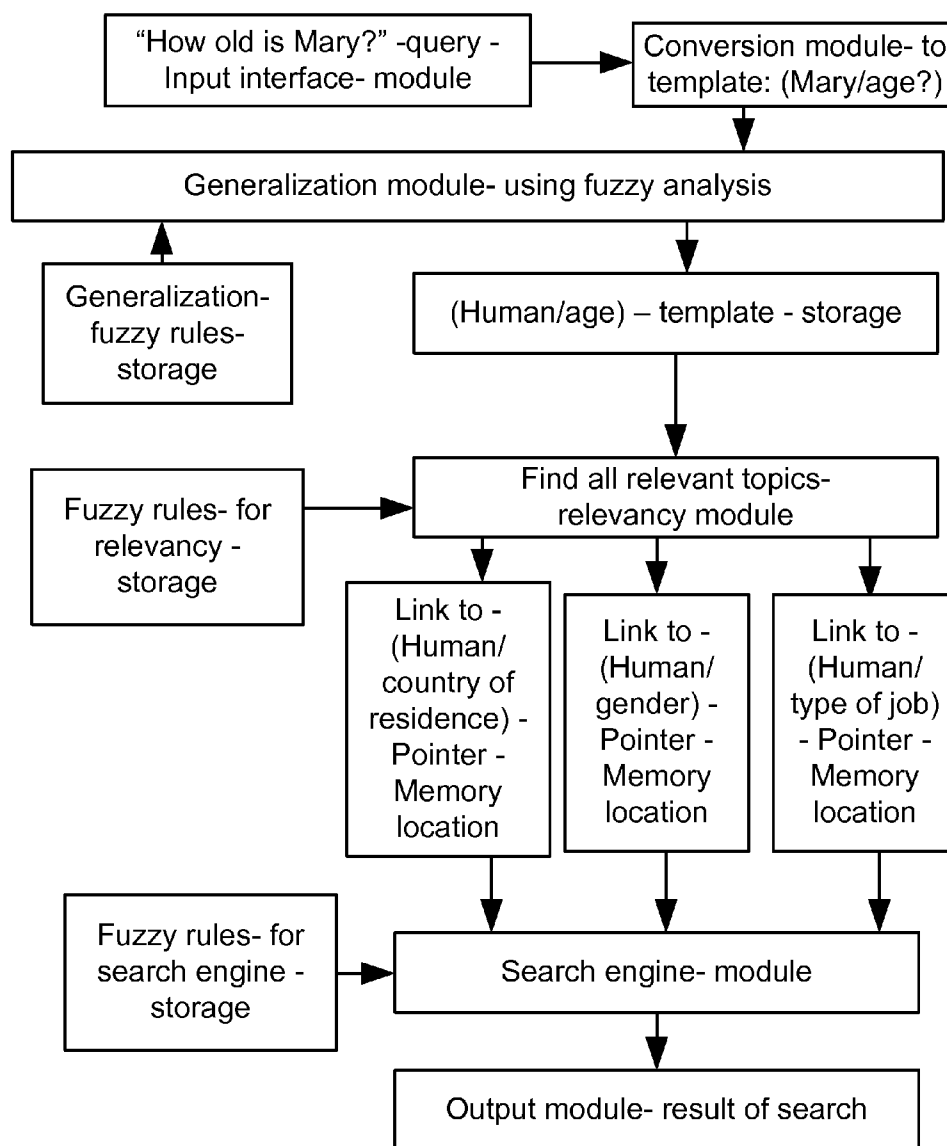 “How old is Mary?” -query -
Input interface- module
Conversion module- to
template: (Mary/age?)
Generalization module- using fuzzy analysis
Generalization-
fuzzy rules-
storage
(Human/age) – template - storage
Find all relevant topics-
relevancy module
Fuzzy rules- for
relevancy -
storage
Link to -
(Human/
country of
residence) -
Pointer -
Memory
location
Link to -
(Human/
gender) -
Pointer -
Memory
location
Link to -
(Human/
type of job)
- Pointer -
Memory
location
Fuzzy rules- for
search engine -
storage
Search engine- module
Output module- result of search